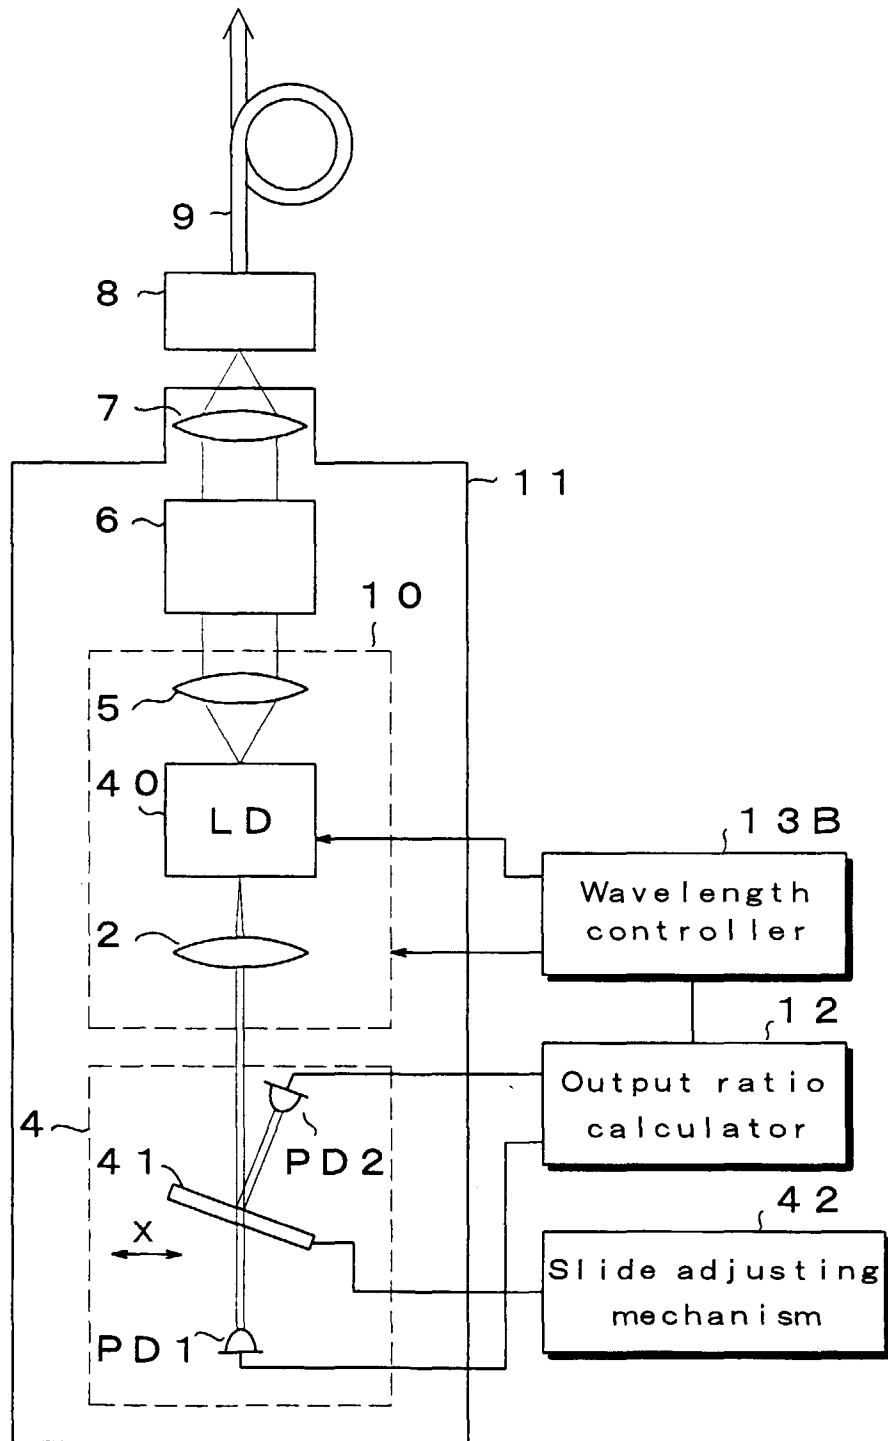 9
8
7
11
6
10
5
40
LD
13B
Wavelength
controller
2
12
Output ratio
calculator
4
PD2
41
42
X
Slide adjusting
mechanism
PD1